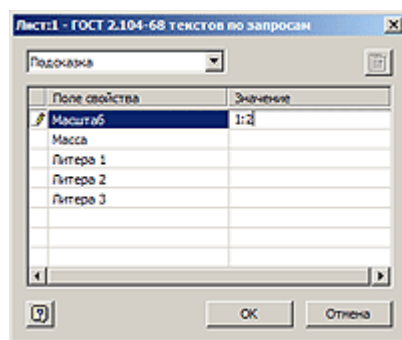 Лист:1 - ГОСТ 2.104-68 текстов по запросам
Подсказка
Поле свойства Значение
Масштаб 1:2
Масса
Литера 1
Литера 2
Литера 3
OK Отмена